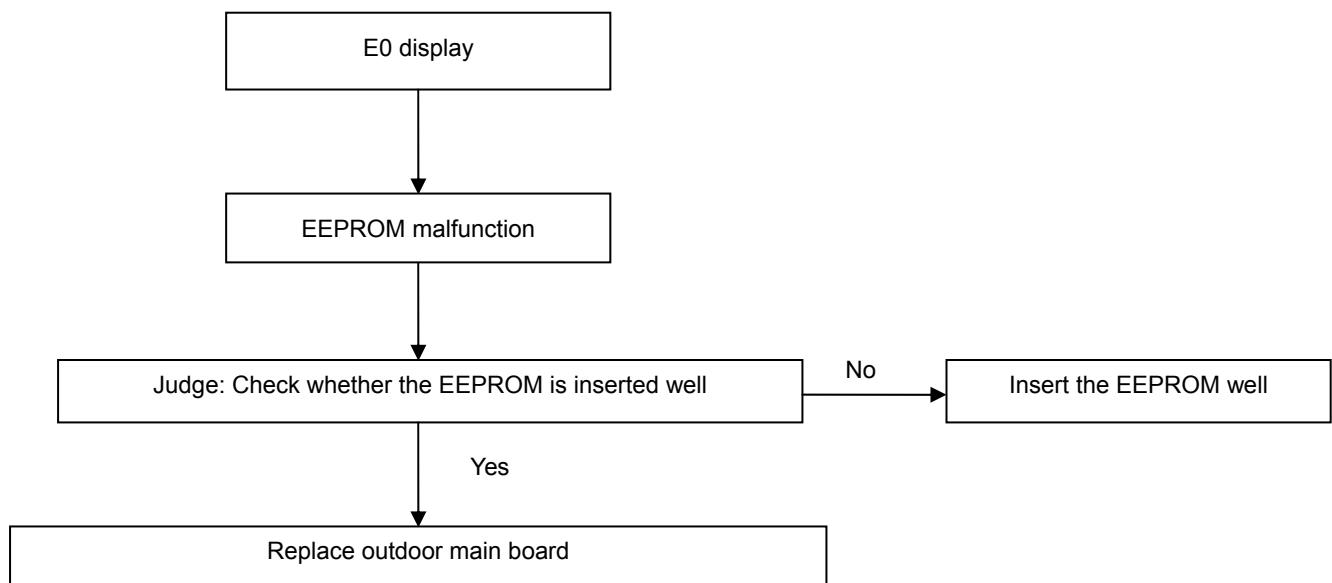 E0 display
EEPROM malfunction
Judge: Check whether the EEPROM is inserted well
No
Insert the EEPROM well
Yes
Replace outdoor main board